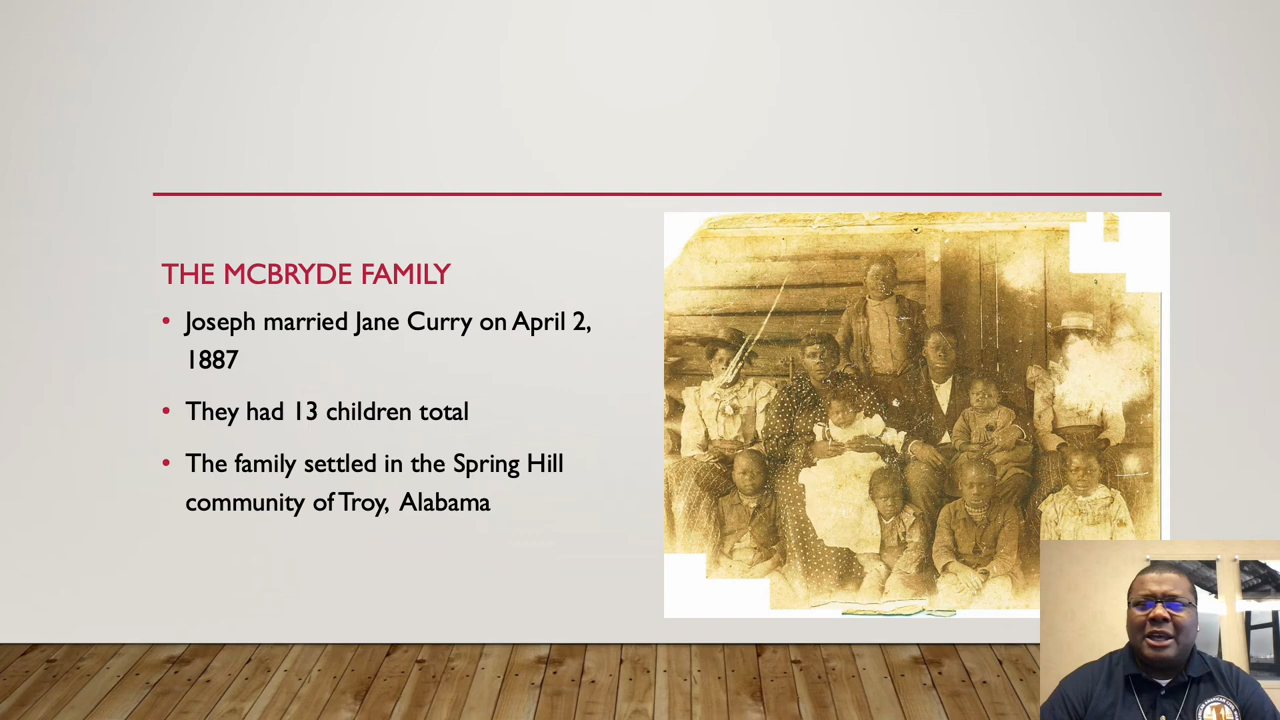 THE MCBRYDE FAMILY
• Joseph married Jane Curry on April 2,
1887
• They had 13 children total
• The family settled in the Spring Hill
community of Troy, Alabama